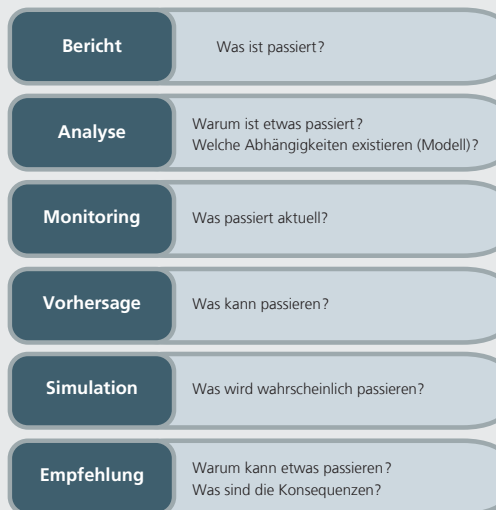 Bericht
Was ist passiert?
Analyse
Warum ist etwas passiert?
Welche Abhängigkeiten existieren (Modell)?
Monitoring
Was passiert aktuell?
Vorhersage
Was kann passieren?
Simulation
Was wird wahrscheinlich passieren?
Empfehlung
Warum kann etwas passieren?
Was sind die Konsequenzen?